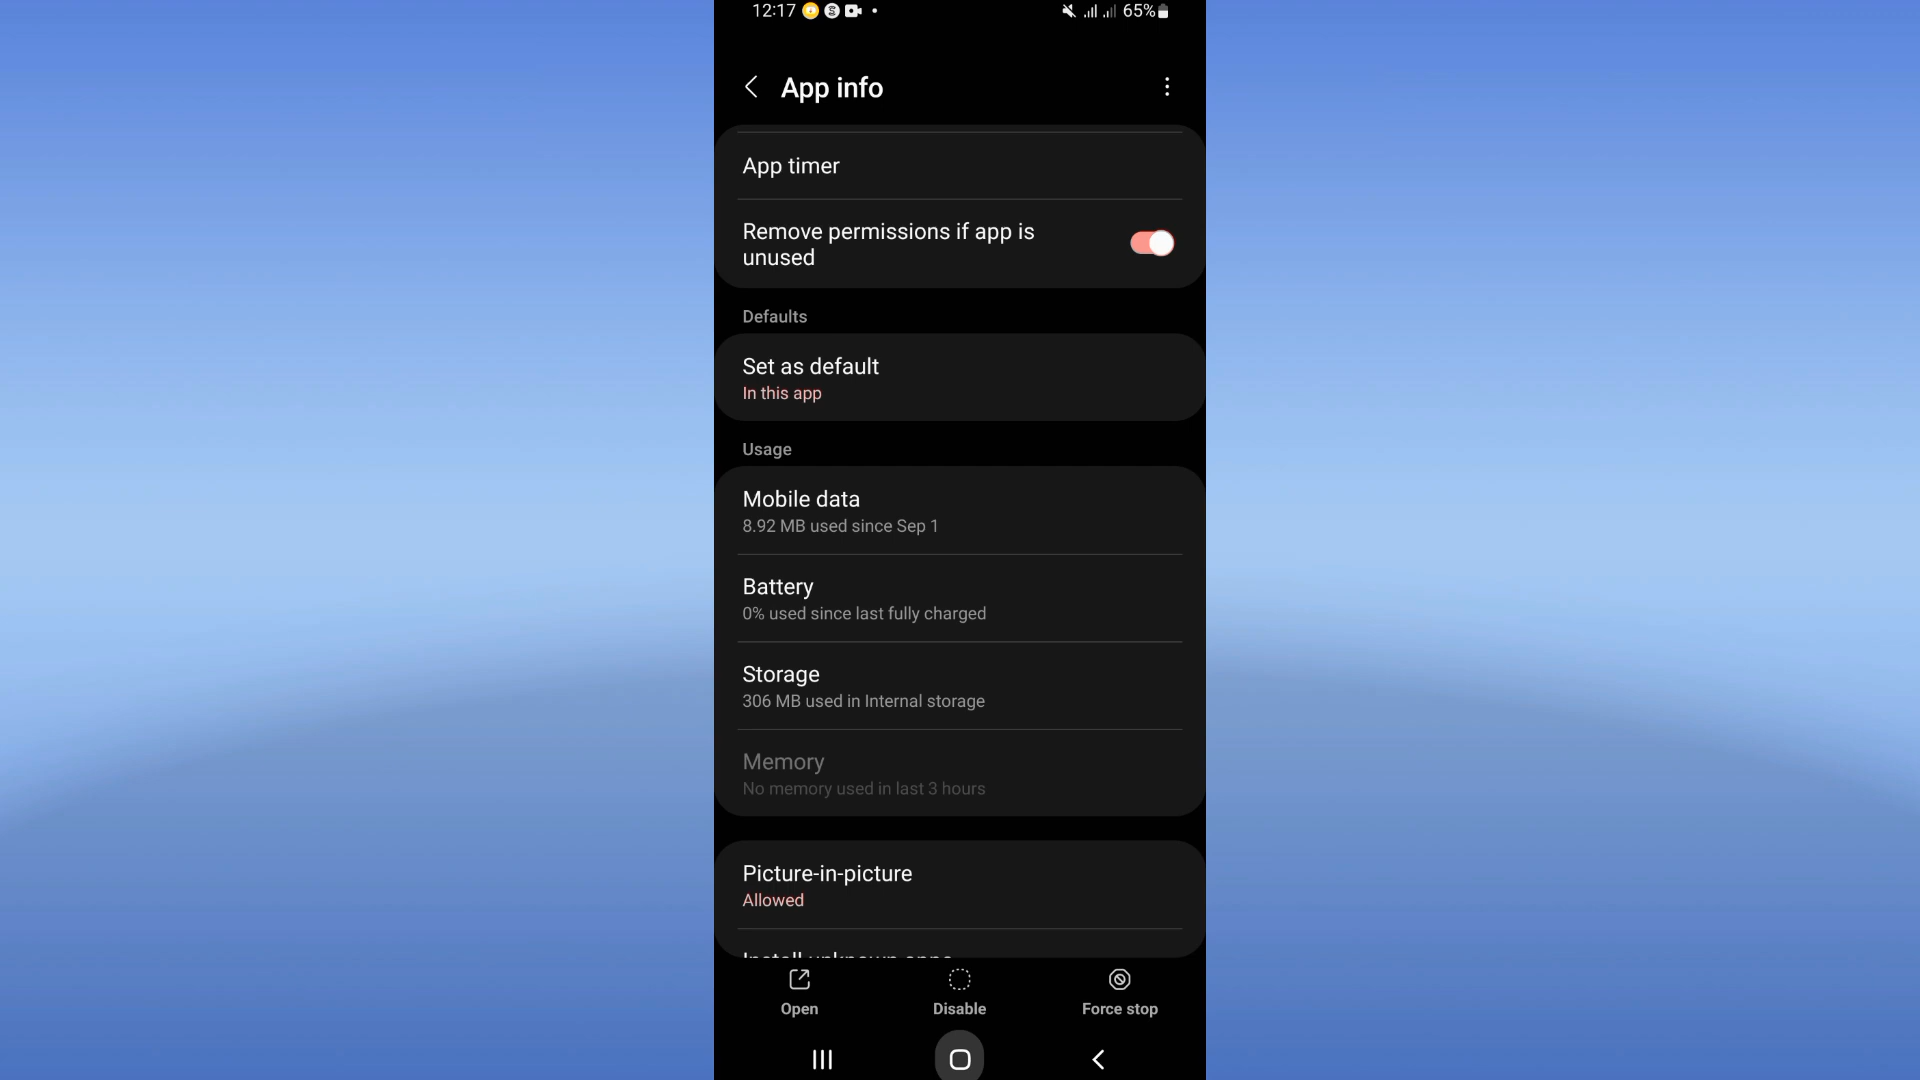 12:17
65%
App info
App timer
Remove permissions if app is
unused
Defaults
Set as default
In this app
Usage
Mobile data
8.92 MB used since Sep 1
Battery
0% used since last fully charged
Storage
306 MB used in Internal storage
Memory
No memory used in last 3 hours
Picture-in-picture
Allowed
Install unknown apps
Open
Disable
Force stop